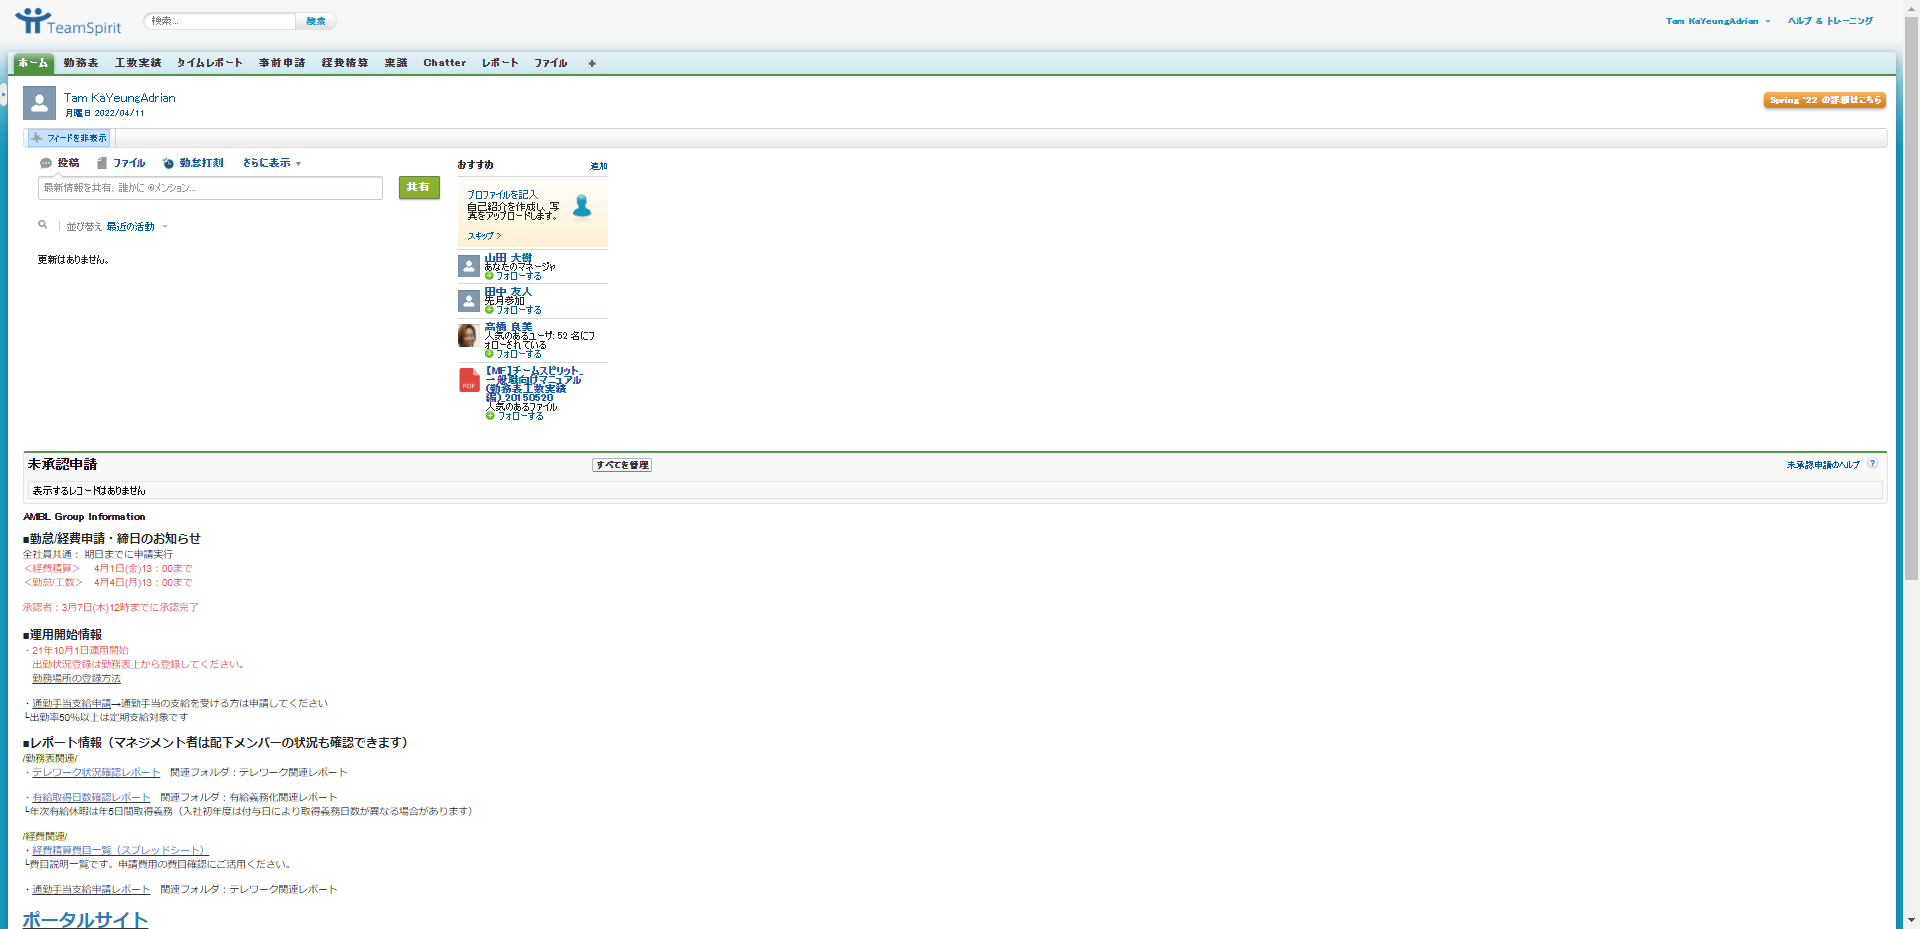 TeamSpirit
検索...
検索
Tam KaYeungAdrian
ヘルプ & トレーニング
ホーム 勤務表 工数実績 タイムレポート 事前申請 経費精算 稟議 Chatter レポート ファイル +
Tam KaYeungAdrian
月曜日 2022/04/11
Spring '22 の詳細はこちら
フィードを非表示
投稿 ファイル 勤怠打刻 さらに表示
最新情報を共有、誰かに @メンション...
共有
並び替え 最近の活動
更新はありません。
おすすめ
追加
プロファイルを記入
自己紹介を作成し、写
真をアップロードします。
スキップ
山田 大樹
あなたのマネージャ
フォローする
田中 友人
先月参加
フォローする
高橋 良美
人気のあるユーザ: 52 名にフ
ォローされている
フォローする
PDF
【MF】チームスピリット_
一般職向けマニュアル
(勤務表工数実績
編)_20150520
人気のあるファイル
フォローする
未承認申請
すべてを管理
未承認申請のヘルプ ?
表示するレコードはありません
AMBL Group Information
■勤怠/経費申請・締日のお知らせ
全社員共通： 期日までに申請実行
＜経費精算＞ 4月1日(金)13：00まで
＜勤怠/工数＞ 4月4日(月)13：00まで
承認者：3月7日(木)12時までに承認完了
■運用開始情報
・21年10月1日運用開始
出勤状況登録は勤務表上から登録してください。
勤務場所の登録方法
・通勤手当支給申請→通勤手当の支給を受ける方は申請してください
└出勤率50％以上は定期支給対象です
■レポート情報（マネジメント者は配下メンバーの状況も確認できます）
/勤務表関連/
・テレワーク状況確認レポート 関連フォルダ：テレワーク関連レポート
・有給取得日数確認レポート 関連フォルダ：有給義務化関連レポート
└年次有給休暇は年5日間取得義務（入社初年度は付与日により取得義務日数が異なる場合があります）
/経費関連/
・経費精算費目一覧（スプレッドシート）
└費目説明一覧です。申請費用の費目確認にご活用ください。
・通勤手当支給申請レポート 関連フォルダ：テレワーク関連レポート
ポータルサイト